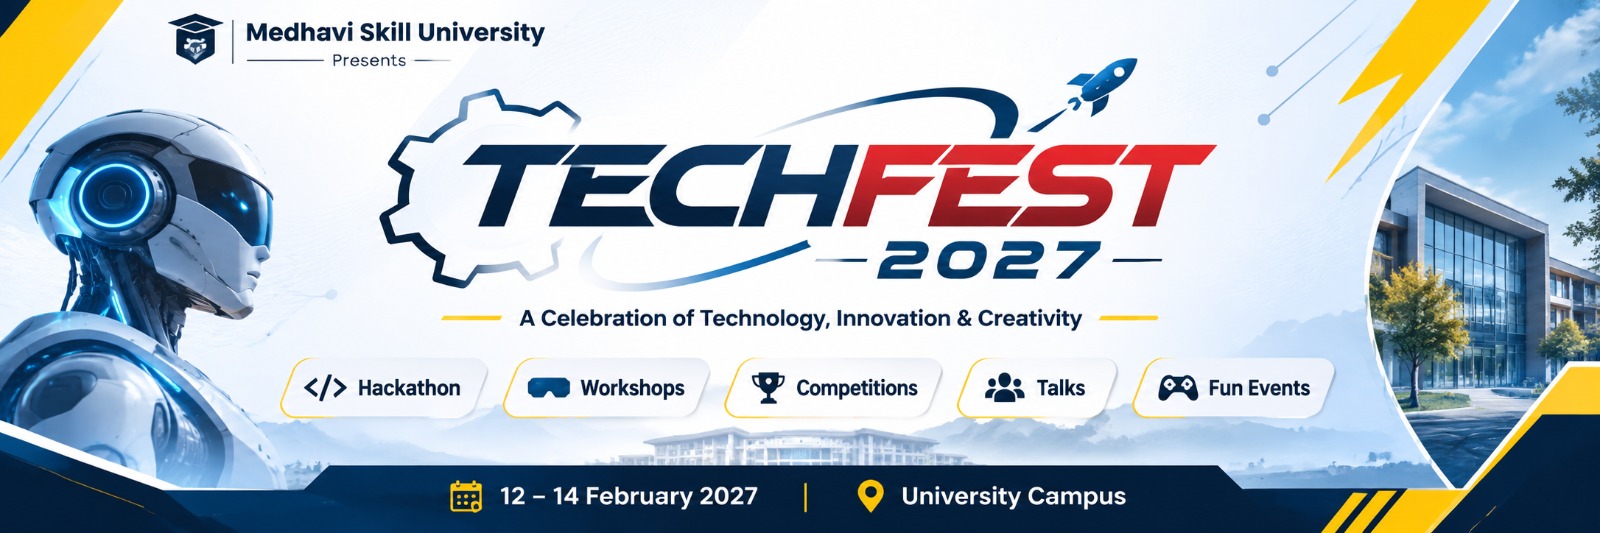 Medhavi Skill University
Presents
TECHFEST
2027
A Celebration of Technology, Innovation & Creativity
</> Hackathon
Workshops
Competitions
Talks
Fun Events
12 – 14 February 2027
University Campus